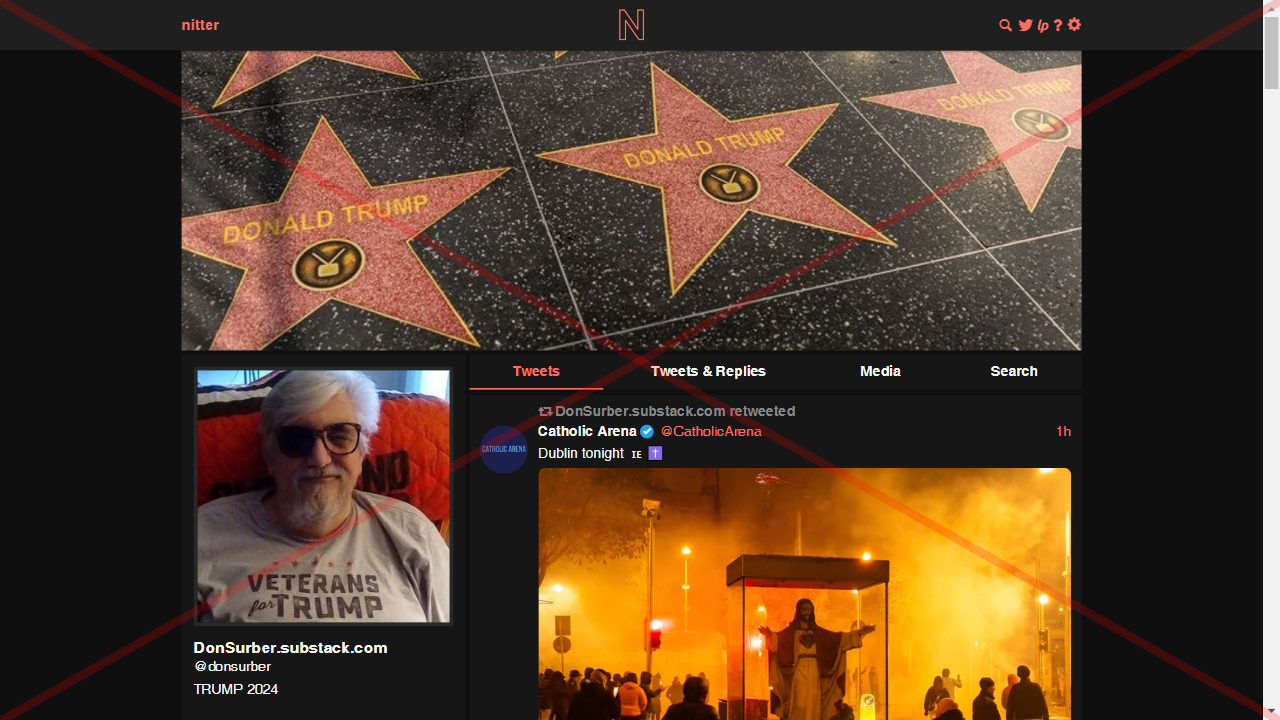 nitter
N
lp ?
DONALD TRUMP
DONALD TRUMP
DONALD TRUMP
Tweets
Tweets & Replies
Media
Search
DonSurber.substack.com retweeted
CATHOLIC ARENA
Catholic Arena @CatholicArena 1h
Dublin tonight 🇮🇪 ✝
VETERANS
for TRUMP
DonSurber.substack.com
@donsurber
TRUMP 2024